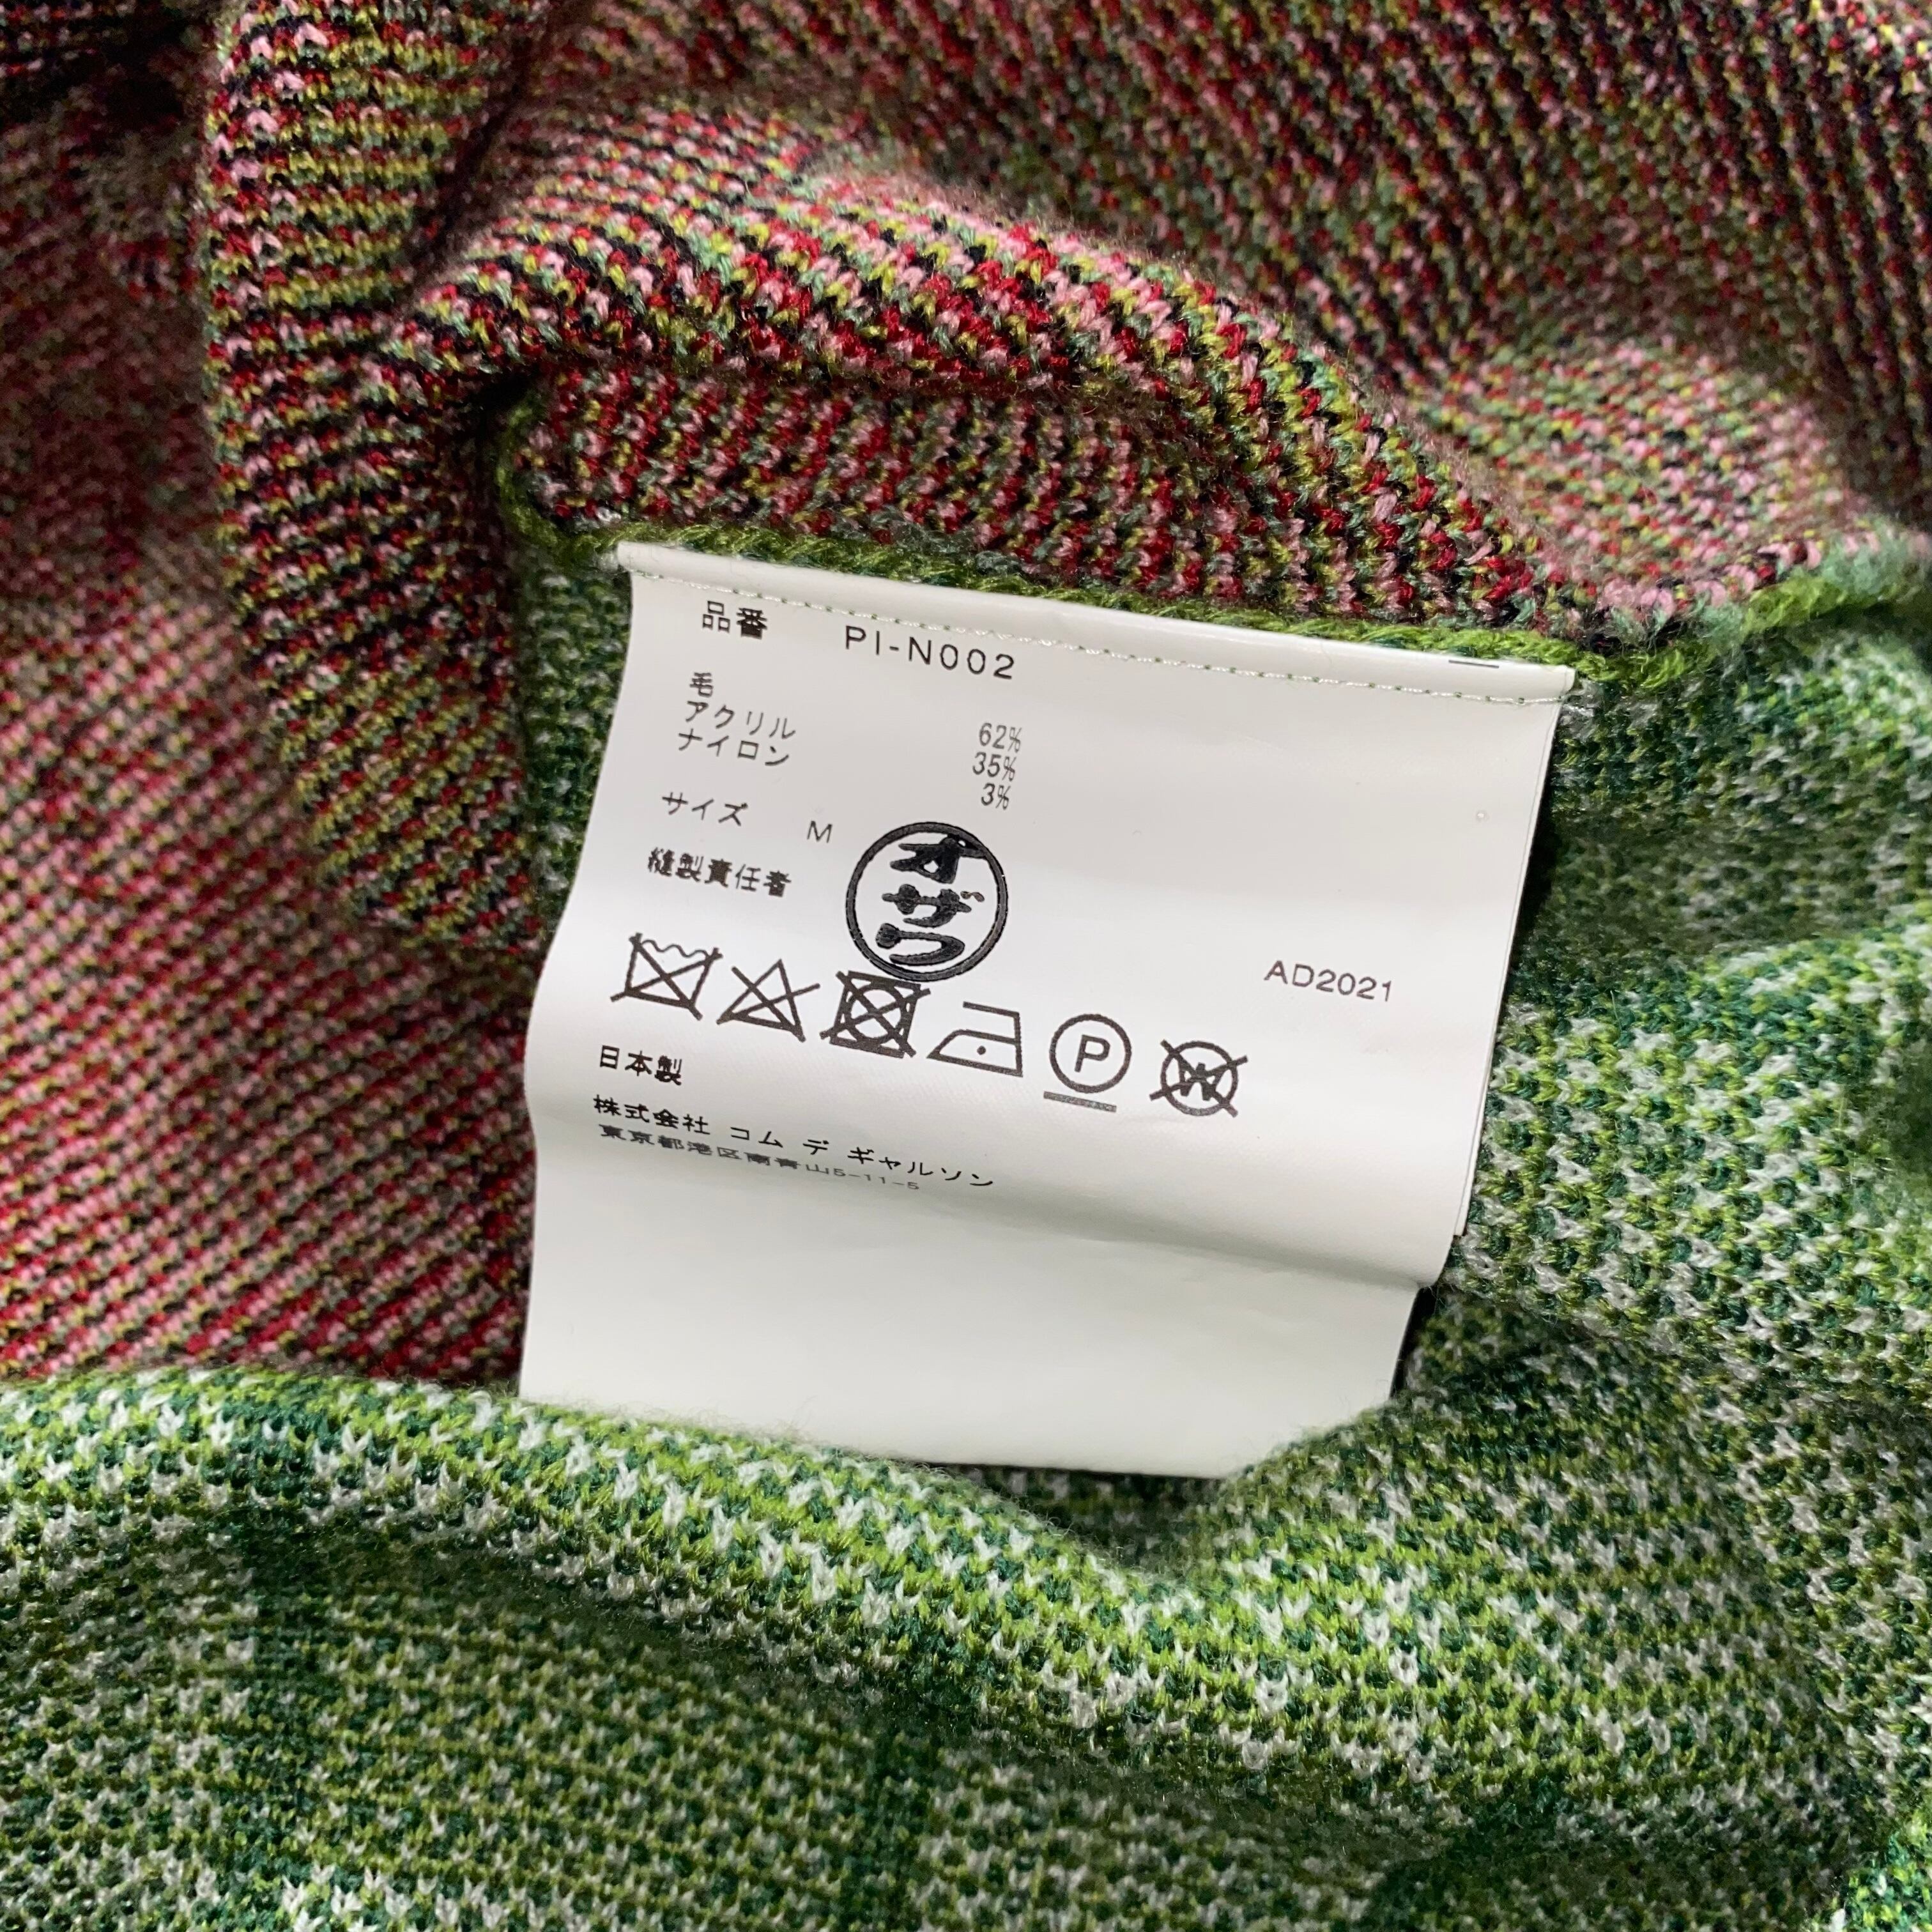 品番 PI-N002
毛 62%
アクリル 35%
ナイロン 3%
サイズ M
縫製責任者 オザワ
AD2021
P
W
日本製
株式会社 コム デ ギャルソン
東京都港区南青山5-11-5